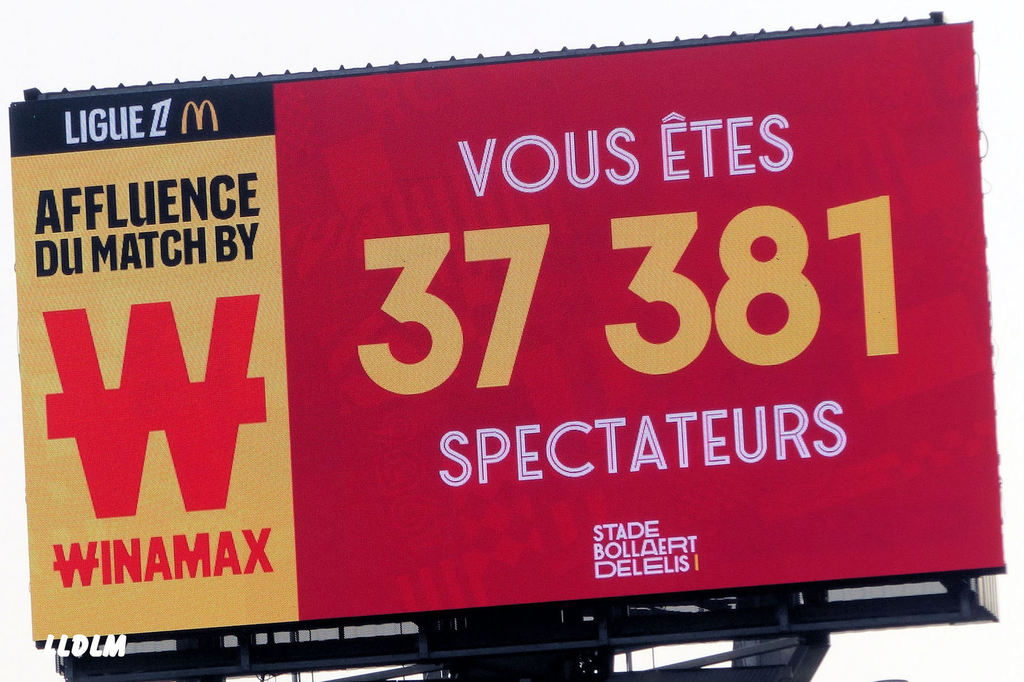 LIGUE 1
AFFLUENCE
DU MATCH BY
W
WINAMAX
VOUS ÊTES
37 381
SPECTATEURS
STADE
BOLLAERT
DELELIS
LLDLM